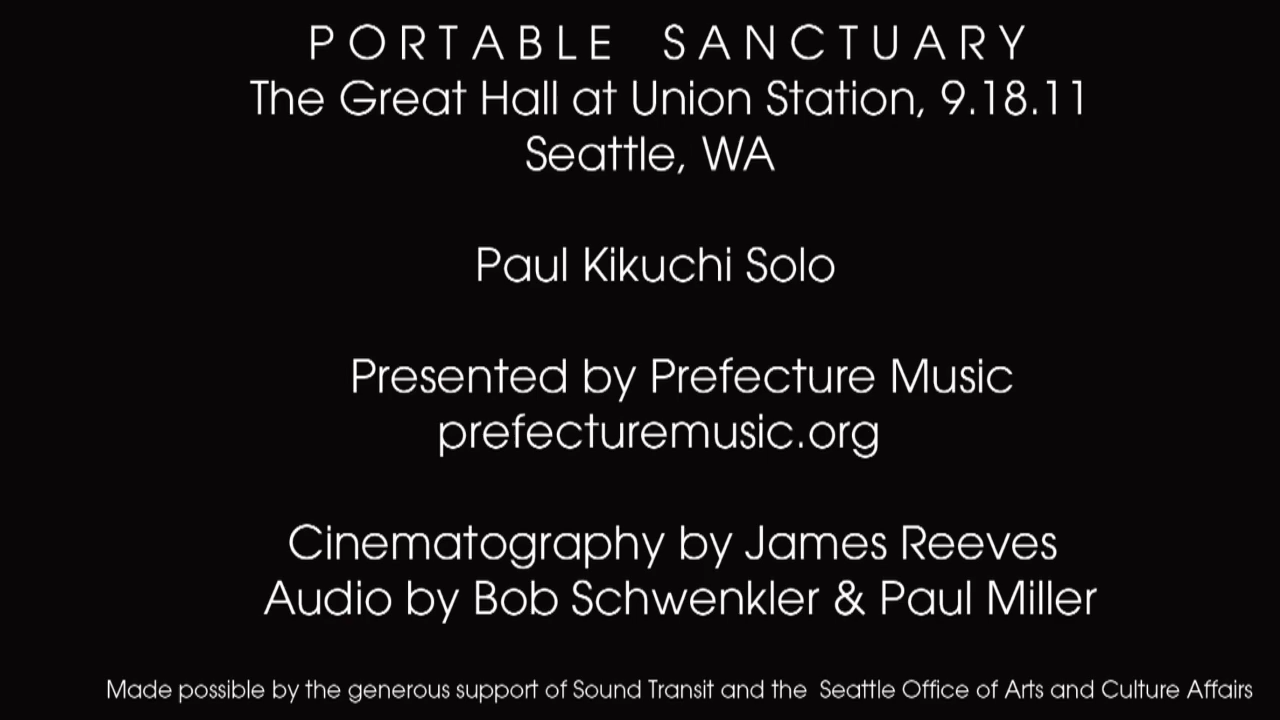 PORTABLE SANCTUARY
The Great Hall at Union Station, 9.18.11
Seattle, WA
Paul Kikuchi Solo
Presented by Prefecture Music
prefecturemusic.org
Cinematography by James Reeves
Audio by Bob Schwenkler & Paul Miller
Made possible by the generous support of Sound Transit and the Seattle Office of Arts and Culture Affairs